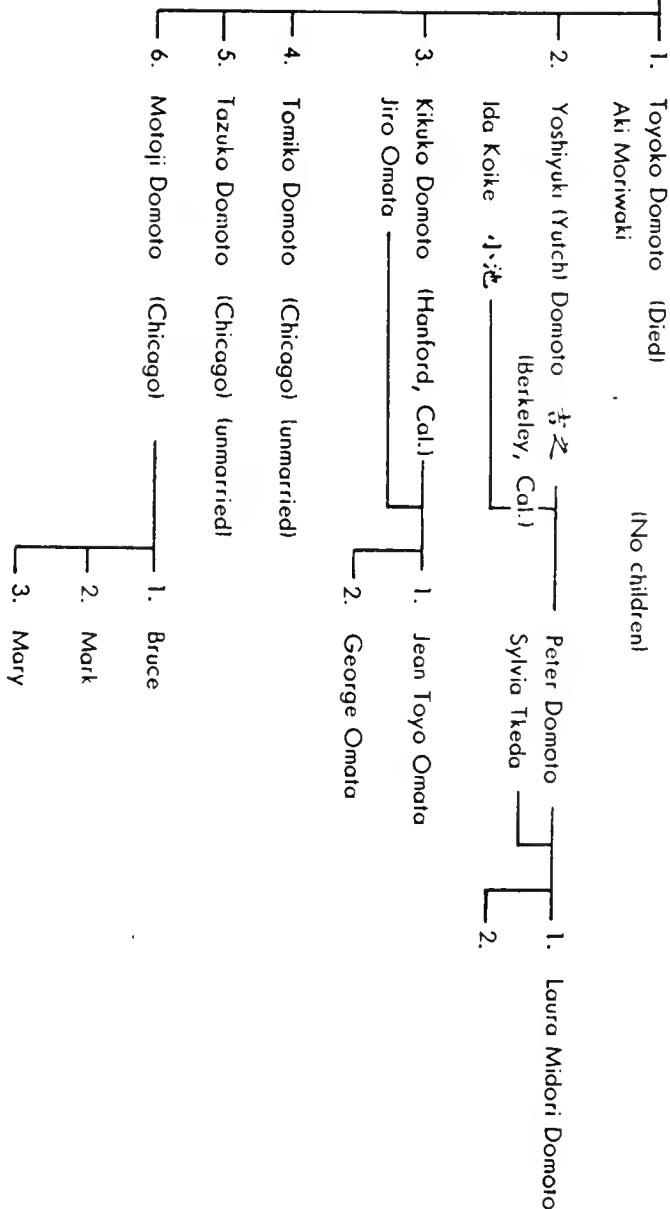 1. Toyoko Domoto (Died)
Aki Moriwaki
(No children)
2. Yoshiyuki (Yutch) Domoto 吉之
(Berkeley, Cal.)
Ida Koike 小池
Peter Domoto
Sylvia Tkeda
1. Laura Midori Domoto
2.
3. Kikuko Domoto (Hanford, Cal.)
Jiro Omata
1. Jean Toyo Omata
2. George Omata
4. Tomiko Domoto (Chicago) (unmarried)
5. Tazuko Domoto (Chicago) (unmarried)
6. Motoji Domoto (Chicago)
1. Bruce
2. Mark
3. Mary